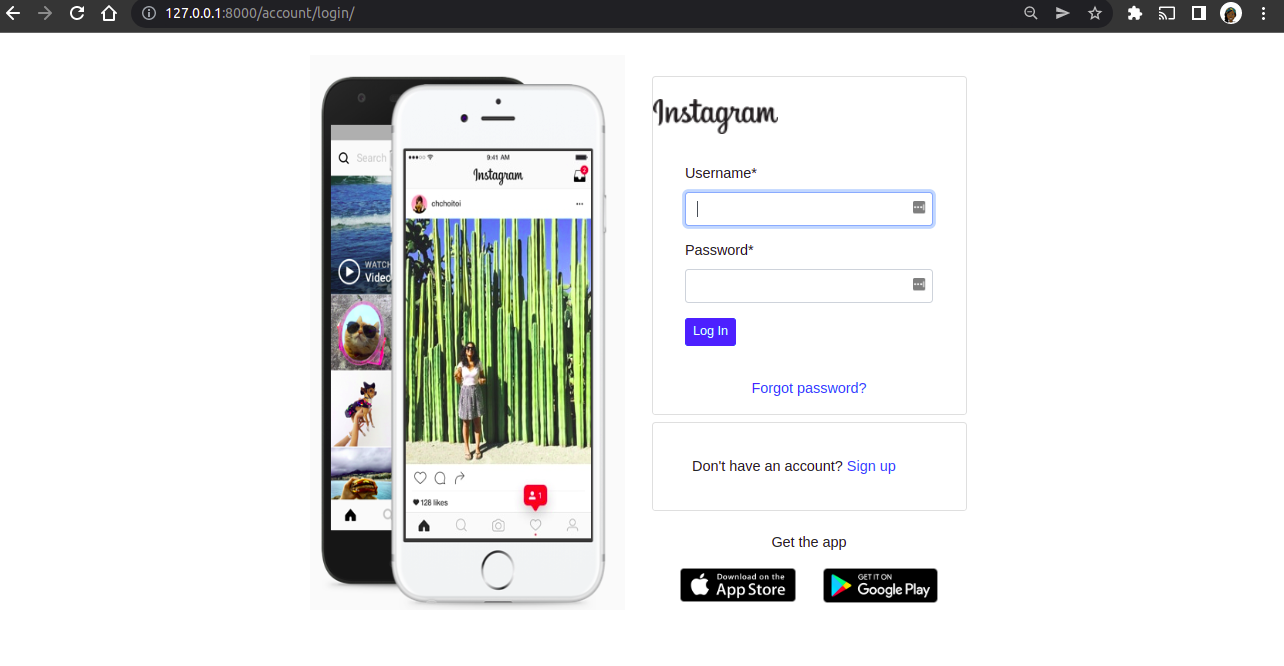 127.0.0.1:8000/account/login/
Search
WATCH
Video
9:41 AM
Instagram
2
chchoitoi
128 likes
1
Instagram
Username*
Password*
Log In
Forgot password?
Don't have an account? Sign up
Get the app
Download on the
App Store
GET IT ON
Google Play